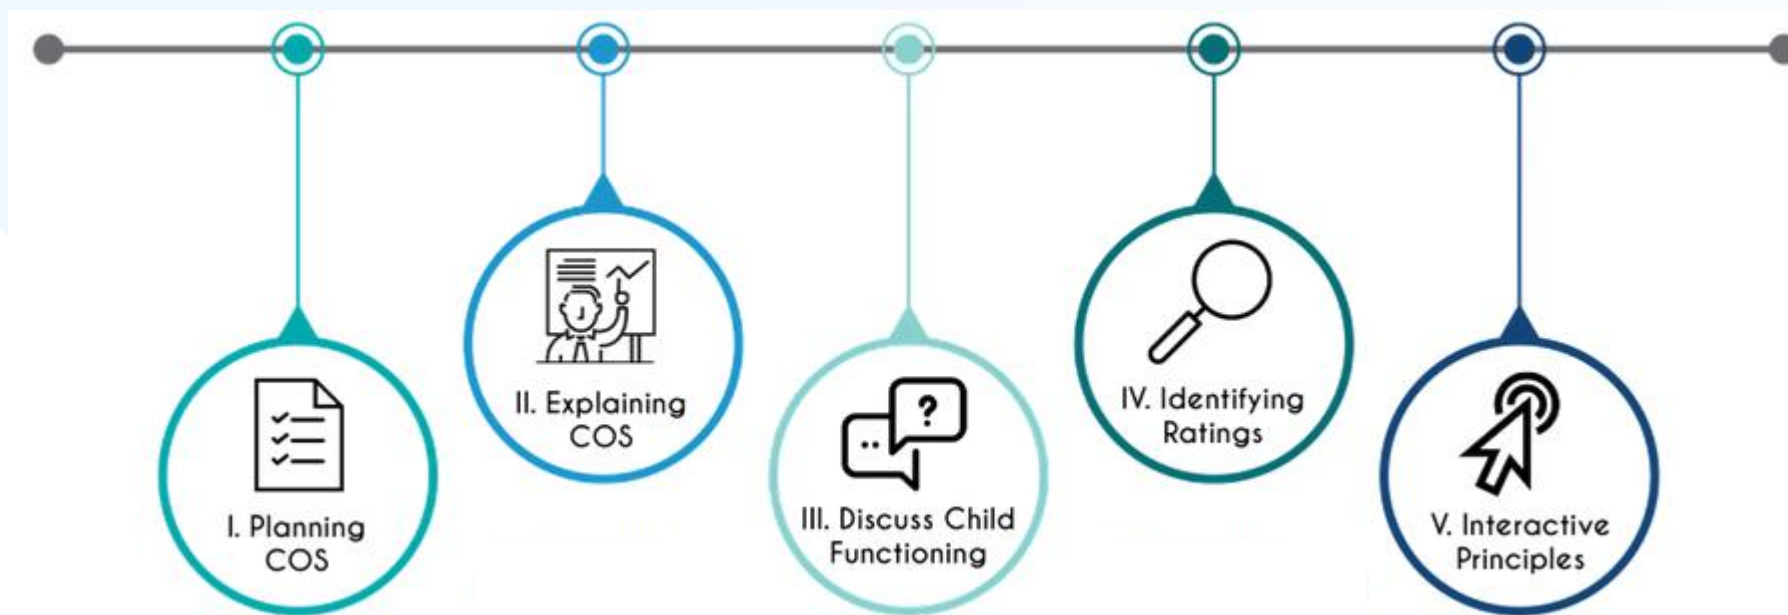 I. Planning
COS
II. Explaining
COS
?
III. Discuss Child
Functioning
IV. Identifying
Ratings
V. Interactive
Principles